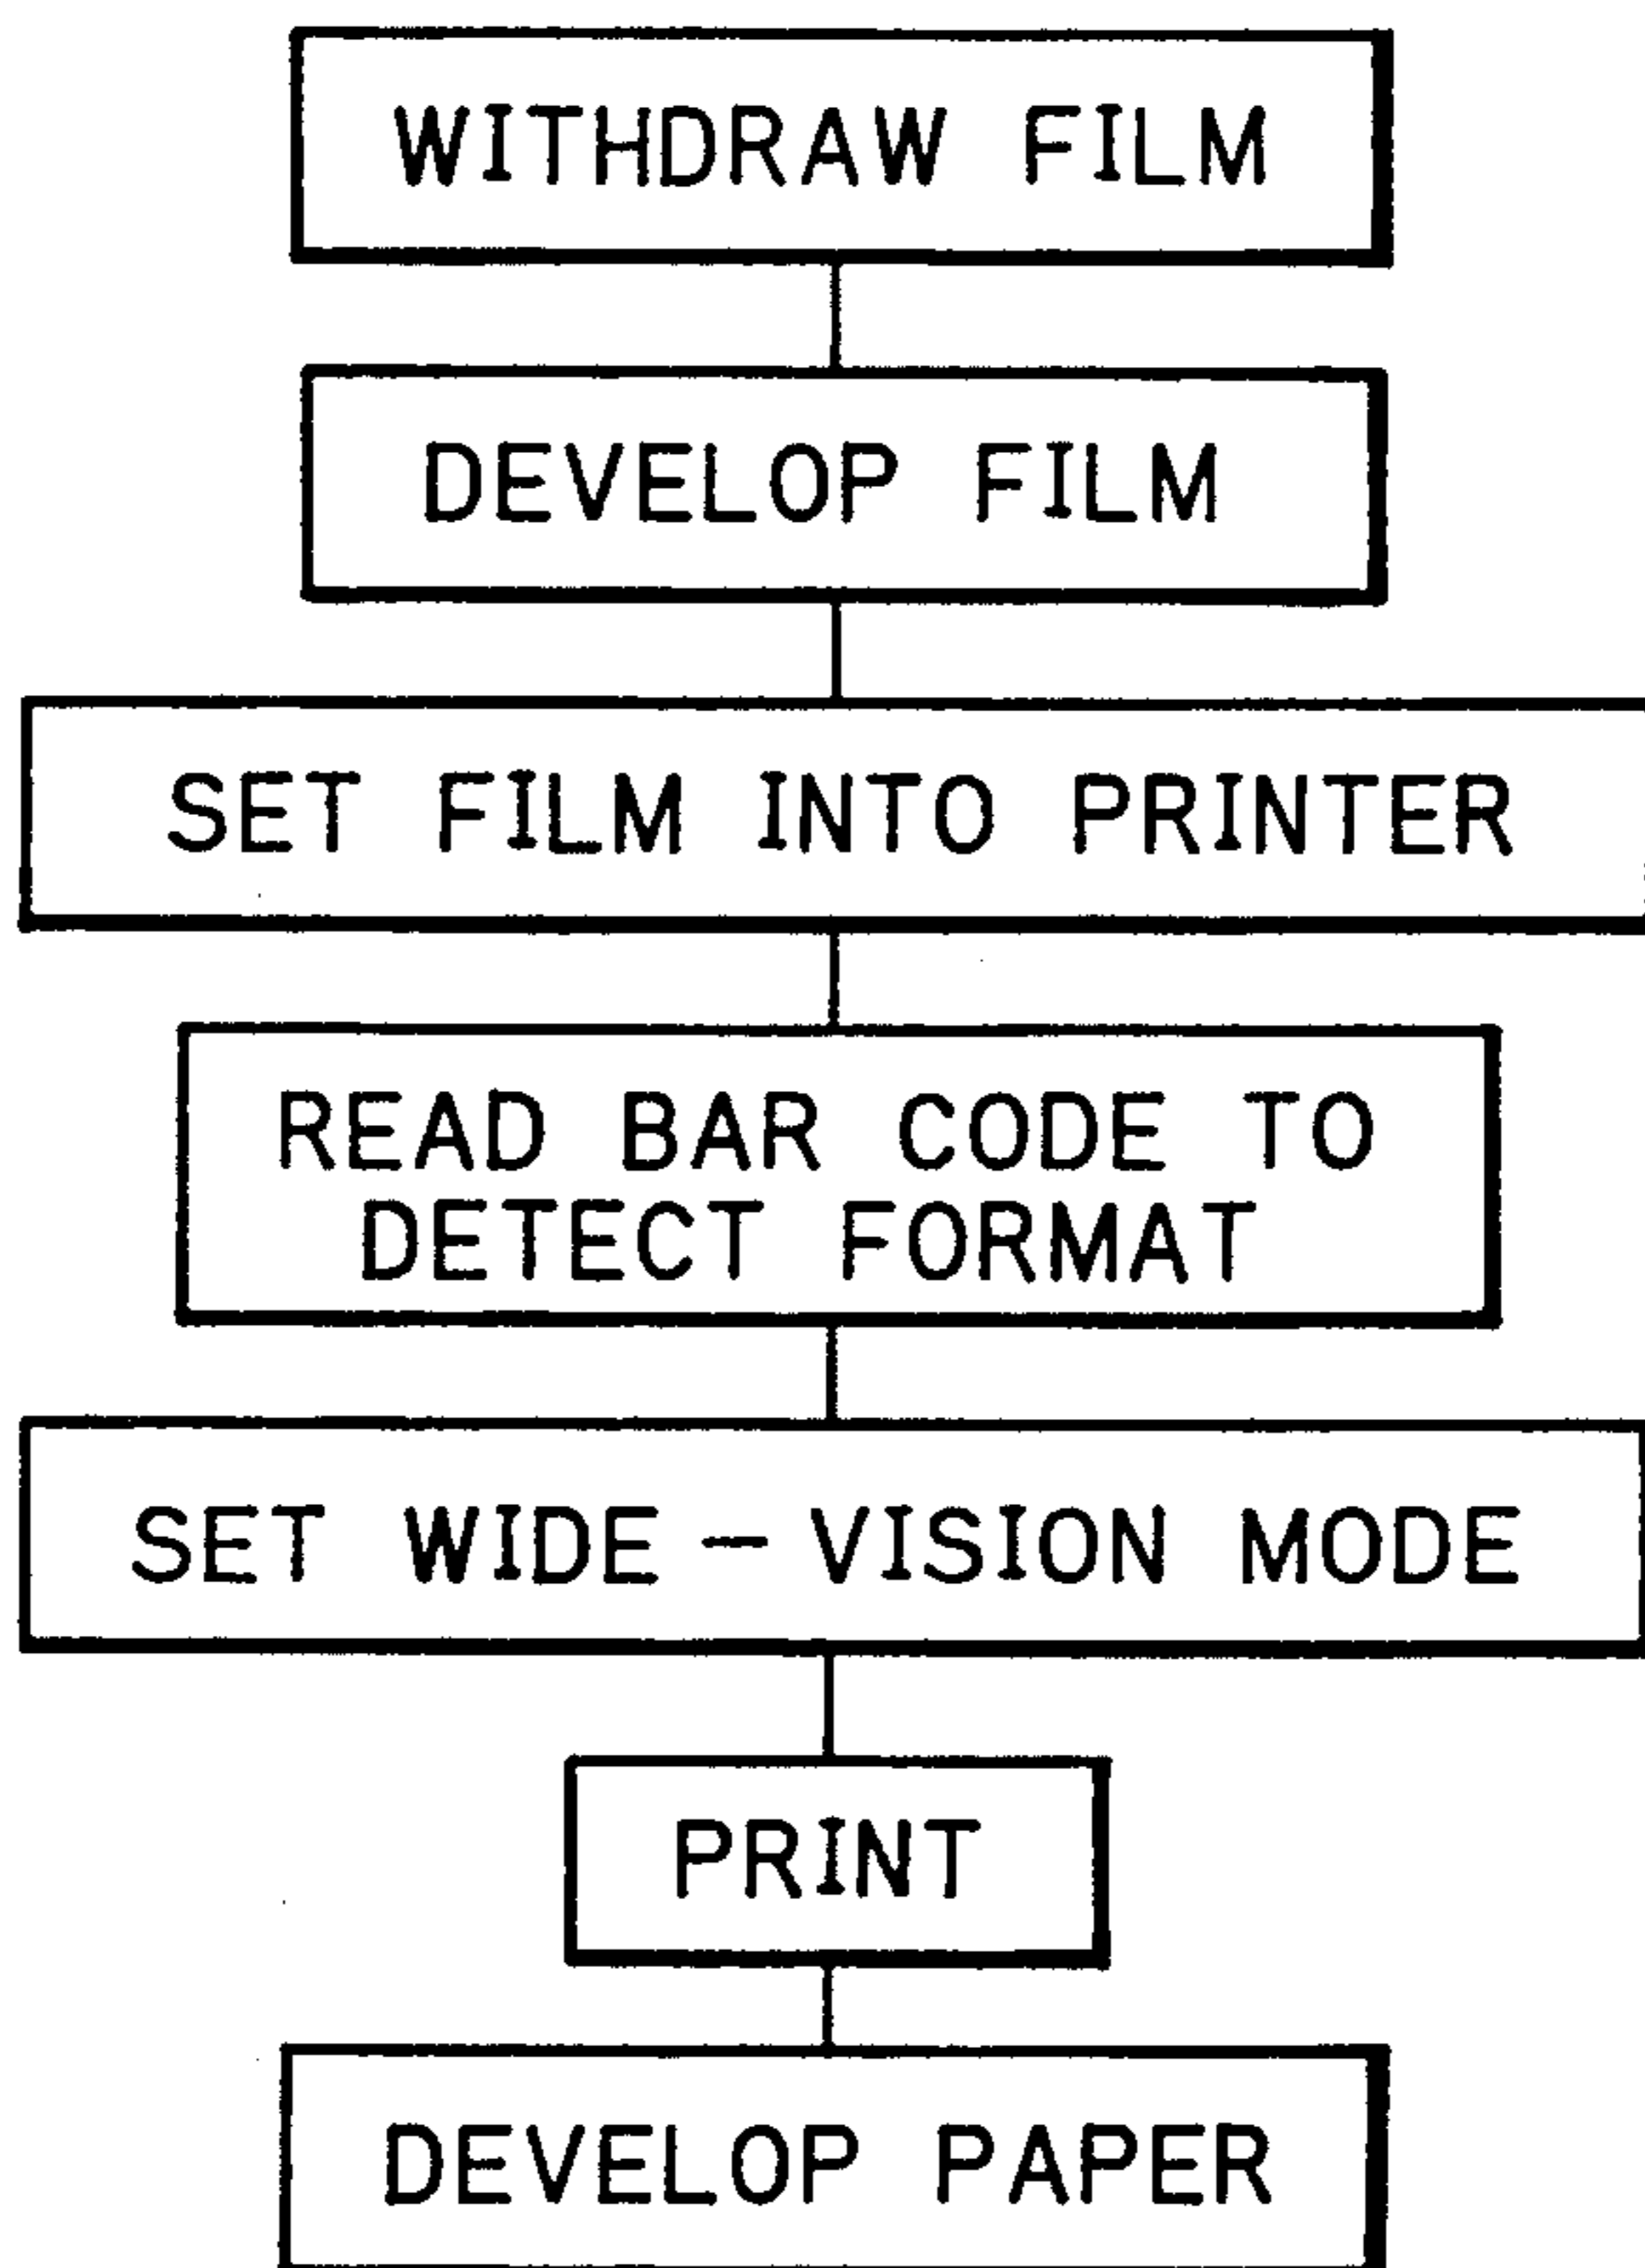 WITHDRAW FILM
DEVELOP FILM
SET FILM INTO PRINTER
READ BAR CODE TO
DETECT FORMAT
SET WIDE-VISION MODE
PRINT
DEVELOP PAPER